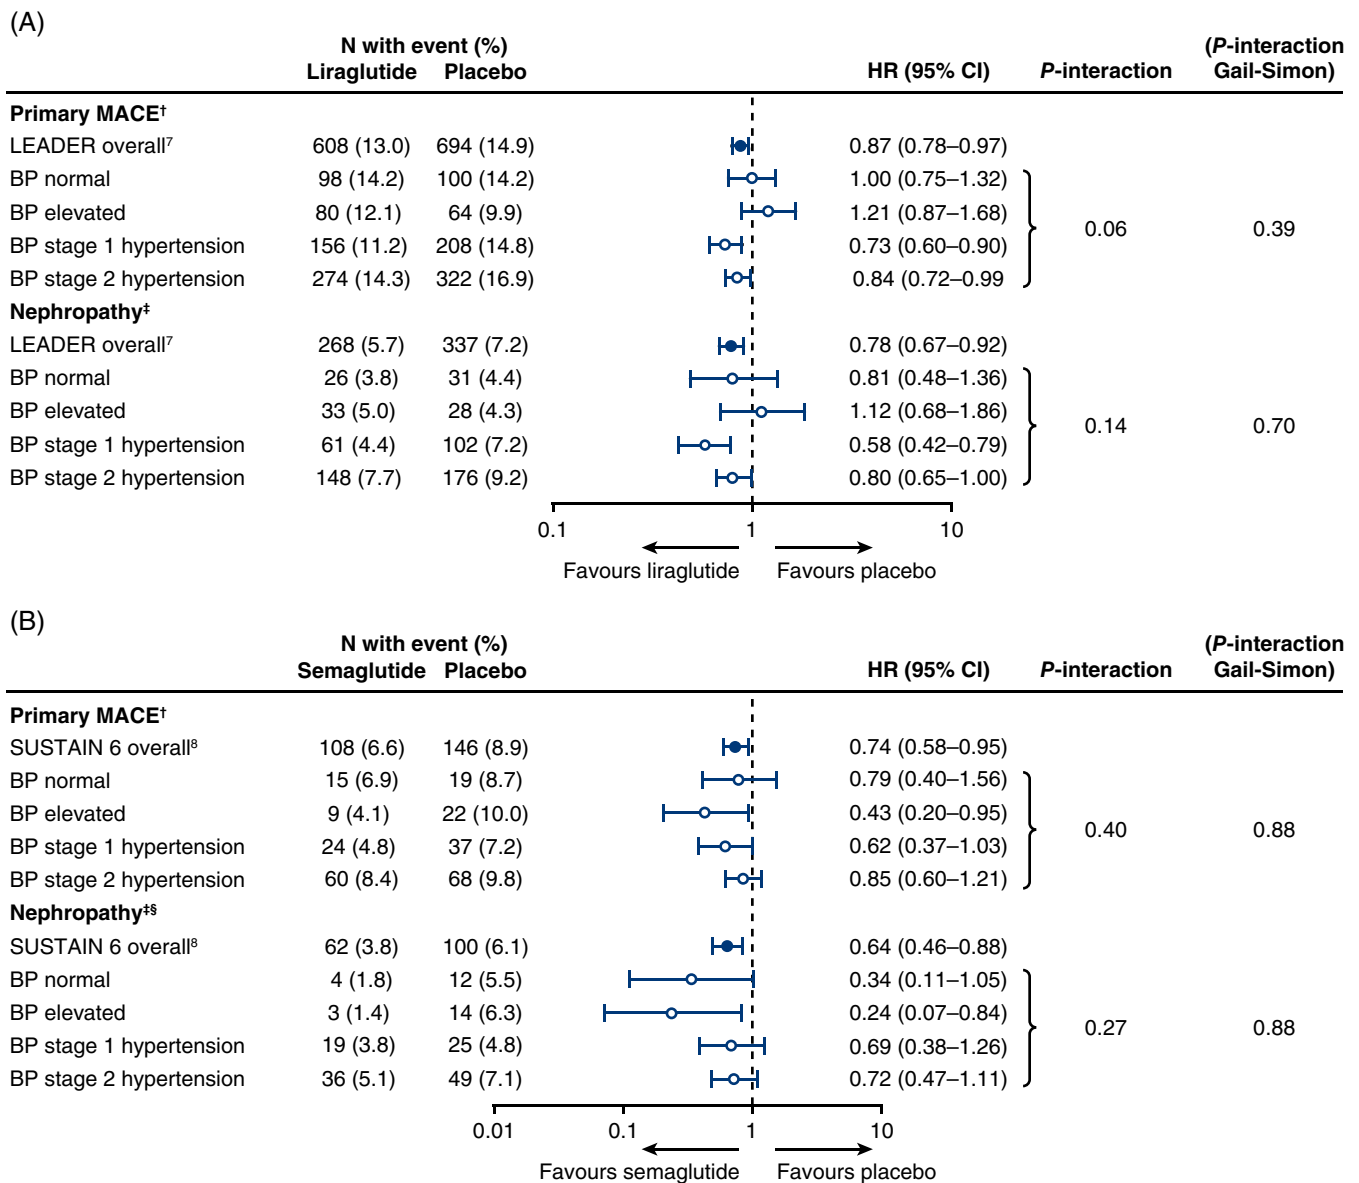 (A)
N with event (%) (P-interaction
Liraglutide Placebo HR (95% CI) P-interaction Gail-Simon)
Primary MACE†
LEADER overall⁷ 608 (13.0) 694 (14.9) 0.87 (0.78–0.97)
BP normal 98 (14.2) 100 (14.2) 1.00 (0.75–1.32)
BP elevated 80 (12.1) 64 (9.9) 1.21 (0.87–1.68)
0.06 0.39
BP stage 1 hypertension 156 (11.2) 208 (14.8) 0.73 (0.60–0.90)
BP stage 2 hypertension 274 (14.3) 322 (16.9) 0.84 (0.72–0.99
Nephropathy‡
LEADER overall⁷ 268 (5.7) 337 (7.2) 0.78 (0.67–0.92)
BP normal 26 (3.8) 31 (4.4) 0.81 (0.48–1.36)
BP elevated 33 (5.0) 28 (4.3) 1.12 (0.68–1.86)
0.14 0.70
BP stage 1 hypertension 61 (4.4) 102 (7.2) 0.58 (0.42–0.79)
BP stage 2 hypertension 148 (7.7) 176 (9.2) 0.80 (0.65–1.00)
0.1 1 10
Favours liraglutide Favours placebo
(B)
N with event (%) (P-interaction
Semaglutide Placebo HR (95% CI) P-interaction Gail-Simon)
Primary MACE†
SUSTAIN 6 overall⁸ 108 (6.6) 146 (8.9) 0.74 (0.58–0.95)
BP normal 15 (6.9) 19 (8.7) 0.79 (0.40–1.56)
BP elevated 9 (4.1) 22 (10.0) 0.43 (0.20–0.95)
0.40 0.88
BP stage 1 hypertension 24 (4.8) 37 (7.2) 0.62 (0.37–1.03)
BP stage 2 hypertension 60 (8.4) 68 (9.8) 0.85 (0.60–1.21)
Nephropathy‡§
SUSTAIN 6 overall⁸ 62 (3.8) 100 (6.1) 0.64 (0.46–0.88)
BP normal 4 (1.8) 12 (5.5) 0.34 (0.11–1.05)
BP elevated 3 (1.4) 14 (6.3) 0.24 (0.07–0.84)
0.27 0.88
BP stage 1 hypertension 19 (3.8) 25 (4.8) 0.69 (0.38–1.26)
BP stage 2 hypertension 36 (5.1) 49 (7.1) 0.72 (0.47–1.11)
0.01 0.1 1 10
Favours semaglutide Favours placebo